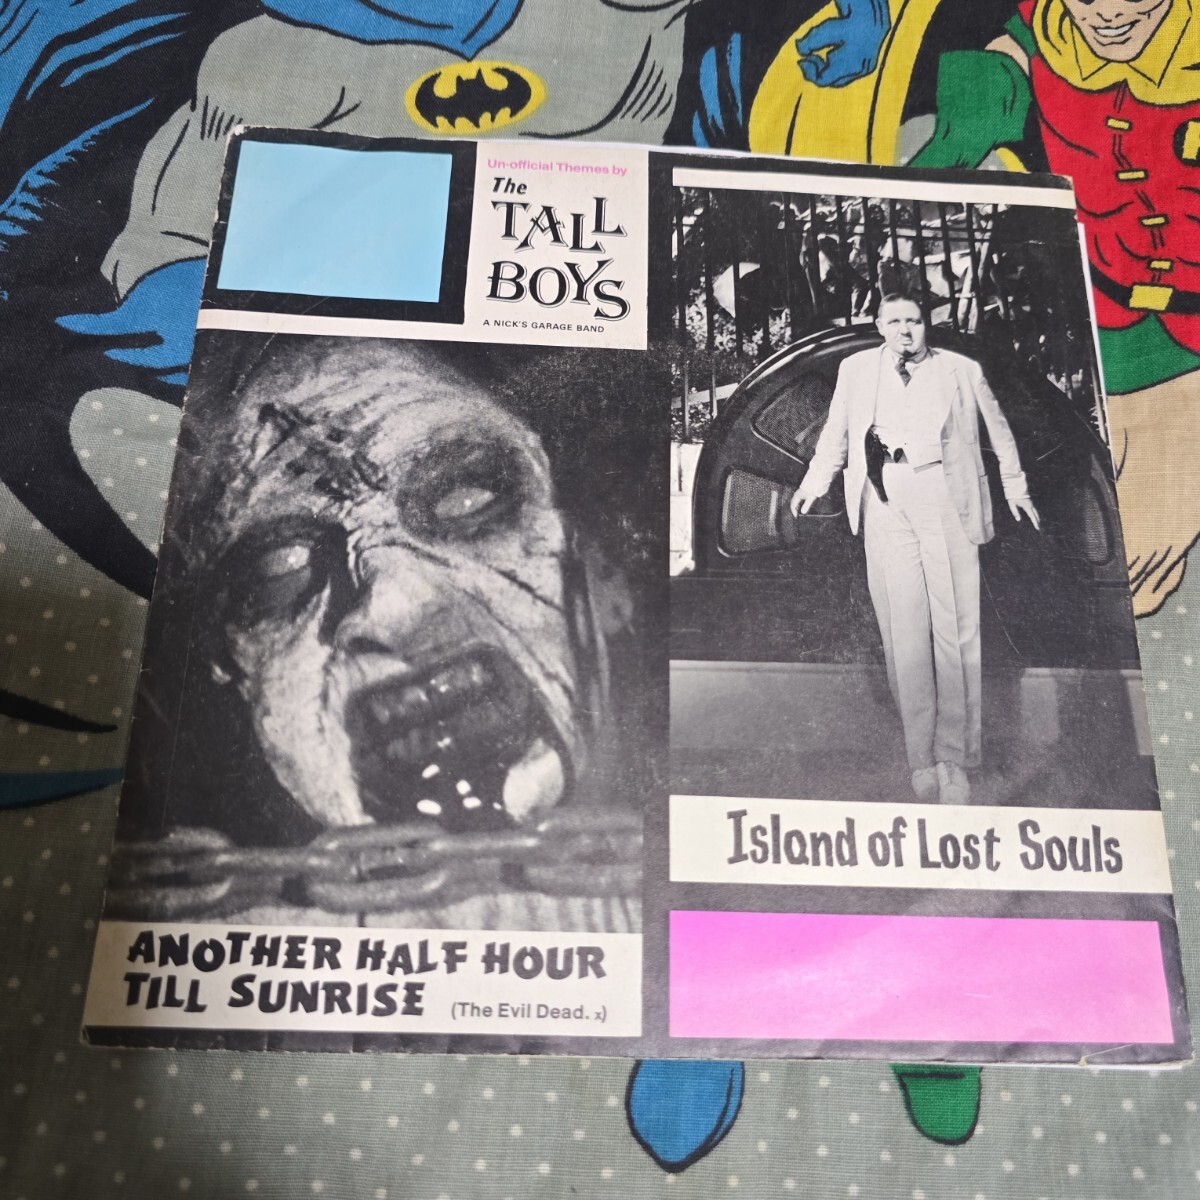 Un-official Themes by
The
TALL
BOYS
A NICK'S GARAGE BAND
ANOTHER HALF HOUR
TILL SUNRISE
(The Evil Dead. x)
Island of Lost Souls